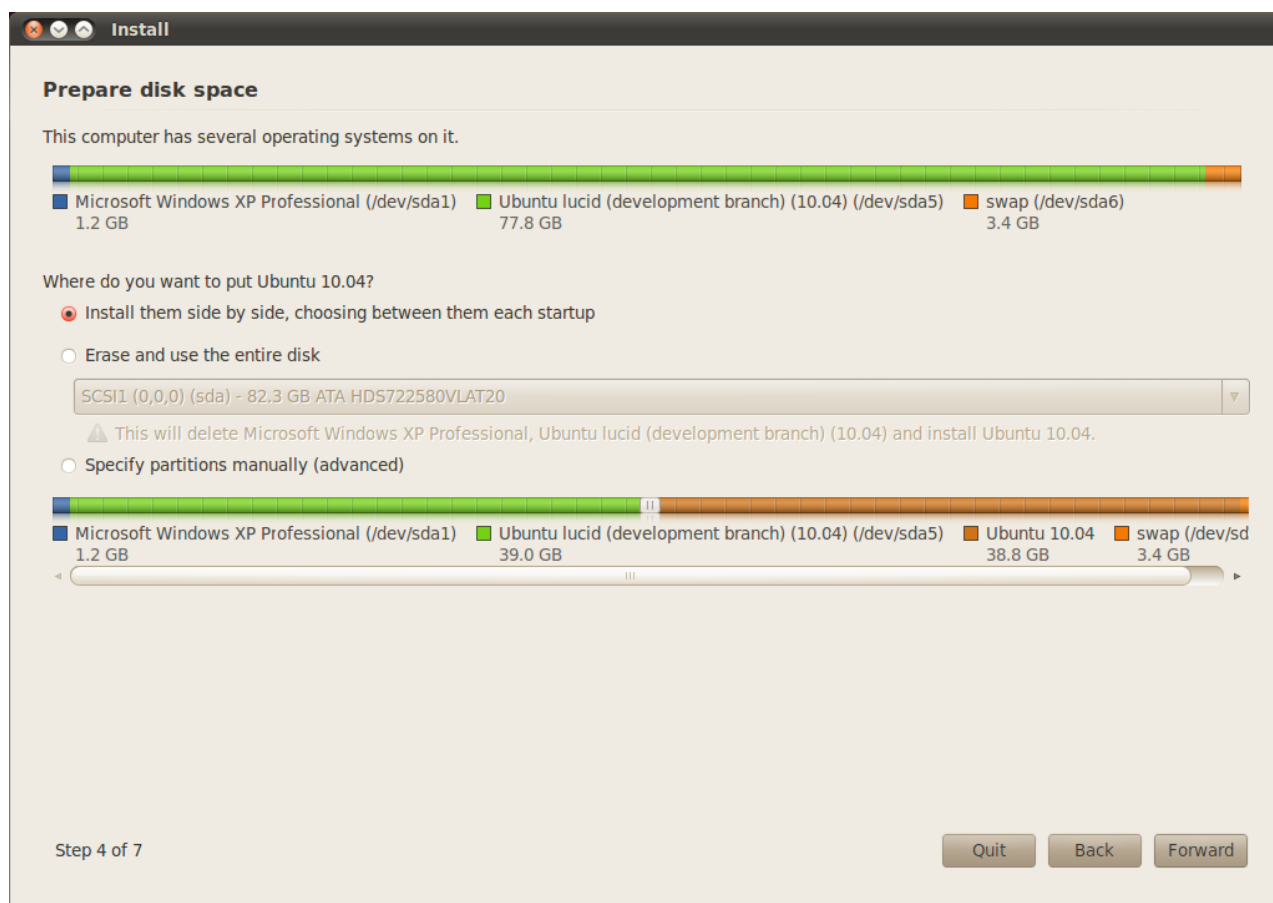 Install
Prepare disk space
This computer has several operating systems on it.
Microsoft Windows XP Professional (/dev/sda1) Ubuntu lucid (development branch) (10.04) (/dev/sda5) swap (/dev/sda6)
1.2 GB 77.8 GB 3.4 GB
Where do you want to put Ubuntu 10.04?
Install them side by side, choosing between them each startup
Erase and use the entire disk
SCSI1 (0,0,0) (sda) - 82.3 GB ATA HDS722580VLAT20
This will delete Microsoft Windows XP Professional, Ubuntu lucid (development branch) (10.04) and install Ubuntu 10.04.
Specify partitions manually (advanced)
Microsoft Windows XP Professional (/dev/sda1) Ubuntu lucid (development branch) (10.04) (/dev/sda5) Ubuntu 10.04 swap (/dev/sd
1.2 GB 39.0 GB 38.8 GB 3.4 GB
Step 4 of 7 Quit Back Forward